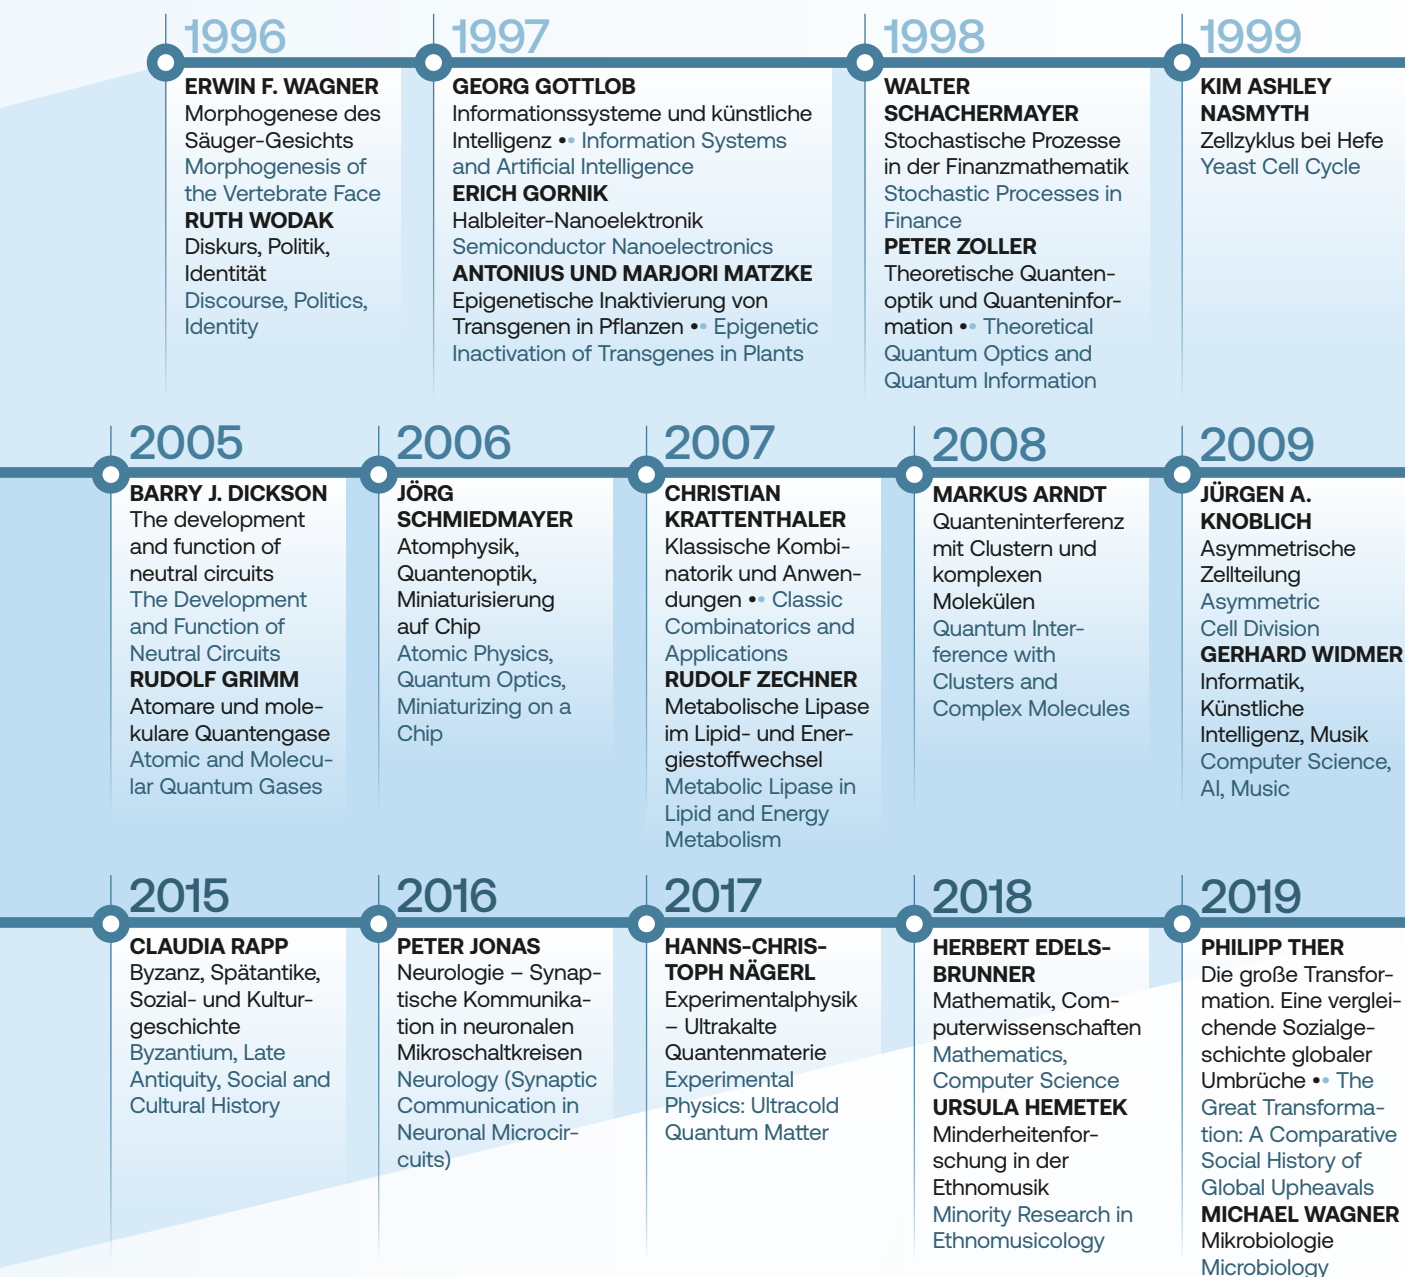 1996
ERWIN F. WAGNER
Morphogenese des
Säuger-Gesichts
Morphogenesis of
the Vertebrate Face
RUTH WODAK
Diskurs, Politik,
Identität
Discourse, Politics,
Identity
1997
GEORG GOTTLOB
Informationssysteme und künstliche
Intelligenz •• Information Systems
and Artificial Intelligence
ERICH GORNIK
Halbleiter-Nanoelektronik
Semiconductor Nanoelectronics
ANTONIUS UND MARJORI MATZKE
Epigenetische Inaktivierung von
Transgenen in Pflanzen •• Epigenetic
Inactivation of Transgenes in Plants
1998
WALTER
SCHACHERMAYER
Stochastische Prozesse
in der Finanzmathematik
Stochastic Processes in
Finance
PETER ZOLLER
Theoretische Quanten-
optik und Quanteninfor-
mation •• Theoretical
Quantum Optics and
Quantum Information
1999
KIM ASHLEY
NASMYTH
Zellzyklus bei Hefe
Yeast Cell Cycle
2005
BARRY J. DICKSON
The development
and function of
neutral circuits
The Development
and Function of
Neutral Circuits
RUDOLF GRIMM
Atomare und mole-
kulare Quantengase
Atomic and Molecu-
lar Quantum Gases
2006
JÖRG
SCHMIEDMAYER
Atomphysik,
Quantenoptik,
Miniaturisierung
auf Chip
Atomic Physics,
Quantum Optics,
Miniaturizing on a
Chip
2007
CHRISTIAN
KRATTENTHALER
Klassische Kombi-
natorik und Anwen-
dungen •• Classic
Combinatorics and
Applications
RUDOLF ZECHNER
Metabolische Lipase
im Lipid- und Ener-
giestoffwechsel
Metabolic Lipase in
Lipid and Energy
Metabolism
2008
MARKUS ARNDT
Quanteninterferenz
mit Clustern und
komplexen
Molekülen
Quantum Inter-
ference with
Clusters and
Complex Molecules
2009
JÜRGEN A.
KNOBLICH
Asymmetrische
Zellteilung
Asymmetric
Cell Division
GERHARD WIDMER
Informatik,
Künstliche
Intelligenz, Musik
Computer Science,
AI, Music
2015
CLAUDIA RAPP
Byzanz, Spätantike,
Sozial- und Kultur-
geschichte
Byzantium, Late
Antiquity, Social and
Cultural History
2016
PETER JONAS
Neurologie – Synap-
tische Kommunika-
tion in neuronalen
Mikroschaltkreisen
Neurology (Synaptic
Communication in
Neuronal Microcir-
cuits)
2017
HANNS-CHRIS-
TOPH NÄGERL
Experimentalphysik
– Ultrakalte
Quantenmaterie
Experimental
Physics: Ultracold
Quantum Matter
2018
HERBERT EDELS-
BRUNNER
Mathematik, Com-
puterwissenschaften
Mathematics,
Computer Science
URSULA HEMETEK
Minderheitenfor-
schung in der
Ethnomusik
Minority Research in
Ethnomusicology
2019
PHILIPP THER
Die große Transfor-
mation. Eine verglei-
chende Sozialge-
schichte globaler
Umbrüche •• The
Great Transforma-
tion: A Comparative
Social History of
Global Upheavals
MICHAEL WAGNER
Mikrobiologie
Microbiology